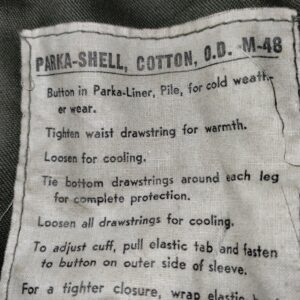 PARKA-SHELL, COTTON, O.D. M-48
Button in Parka-Liner, Pile, for cold weath-
er wear.
Tighten waist drawstring for warmth.
Loosen for cooling.
Tie bottom drawstrings around each leg
for complete protection.
Loosen all drawstrings for cooling.
To adjust cuff, pull elastic tab and fasten
to button on outer side of sleeve.
For a tighter closure, wrap elastic